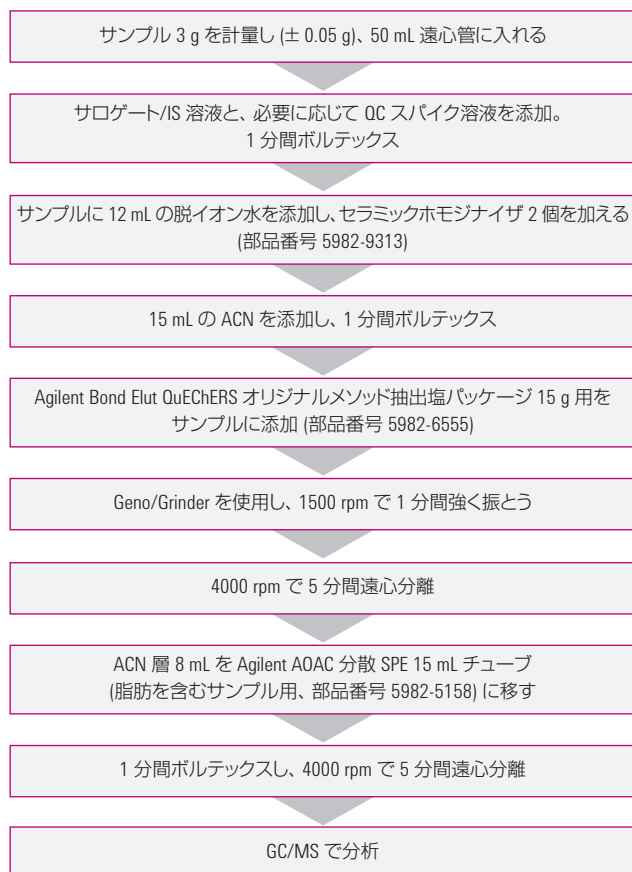 サンプル 3 g を計量し (± 0.05 g)、50 mL 遠心管に入れる
サロゲート/IS 溶液と、必要に応じて QC スパイク溶液を添加。
1 分間ボルテックス
サンプルに 12 mL の脱イオン水を添加し、セラミックホモジナイザ 2 個を加える
(部品番号 5982-9313)
15 mL の ACN を添加し、1 分間ボルテックス
Agilent Bond Elut QuEChERS オリジナルメソッド抽出塩パッケージ 15 g 用を
サンプルに添加 (部品番号 5982-6555)
Geno/Grinder を使用し、1500 rpm で 1 分間強く振とう
4000 rpm で 5 分間遠心分離
ACN 層 8 mL を Agilent AOAC 分散 SPE 15 mL チューブ
(脂肪を含むサンプル用、部品番号 5982-5158) に移す
1 分間ボルテックスし、4000 rpm で 5 分間遠心分離
GC/MS で分析